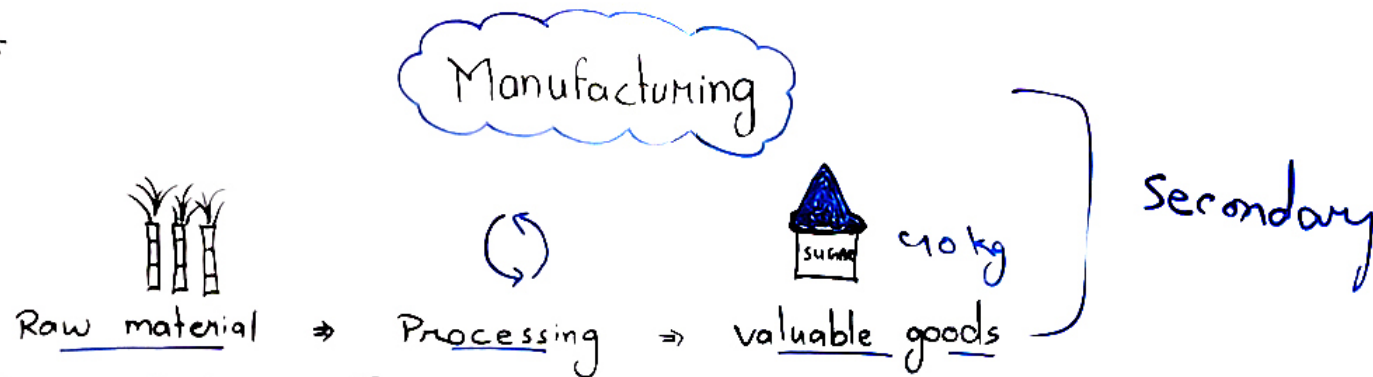 Manufacturing
Secondary
SUGAR
40 kg
Raw material ⇒ Processing ⇒ valuable goods